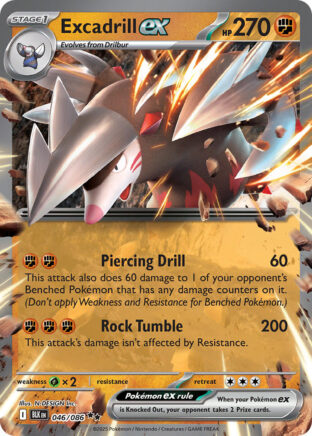 STAGE 1
Excadrill ex HP 270
Evolves from Drilbur
Piercing Drill 60
This attack also does 60 damage to 1 of your opponent's
Benched Pokémon that has any damage counters on it.
(Don't apply Weakness and Resistance for Benched Pokémon.)
Rock Tumble 200
This attack's damage isn't affected by Resistance.
weakness ×2 resistance retreat
Illus. N-DESIGN Inc.
I BLK EN 046/086
Pokémon ex rule
When your Pokémon ex
is Knocked Out, your opponent takes 2 Prize cards.
©2025 Pokémon / Nintendo / Creatures / GAME FREAK